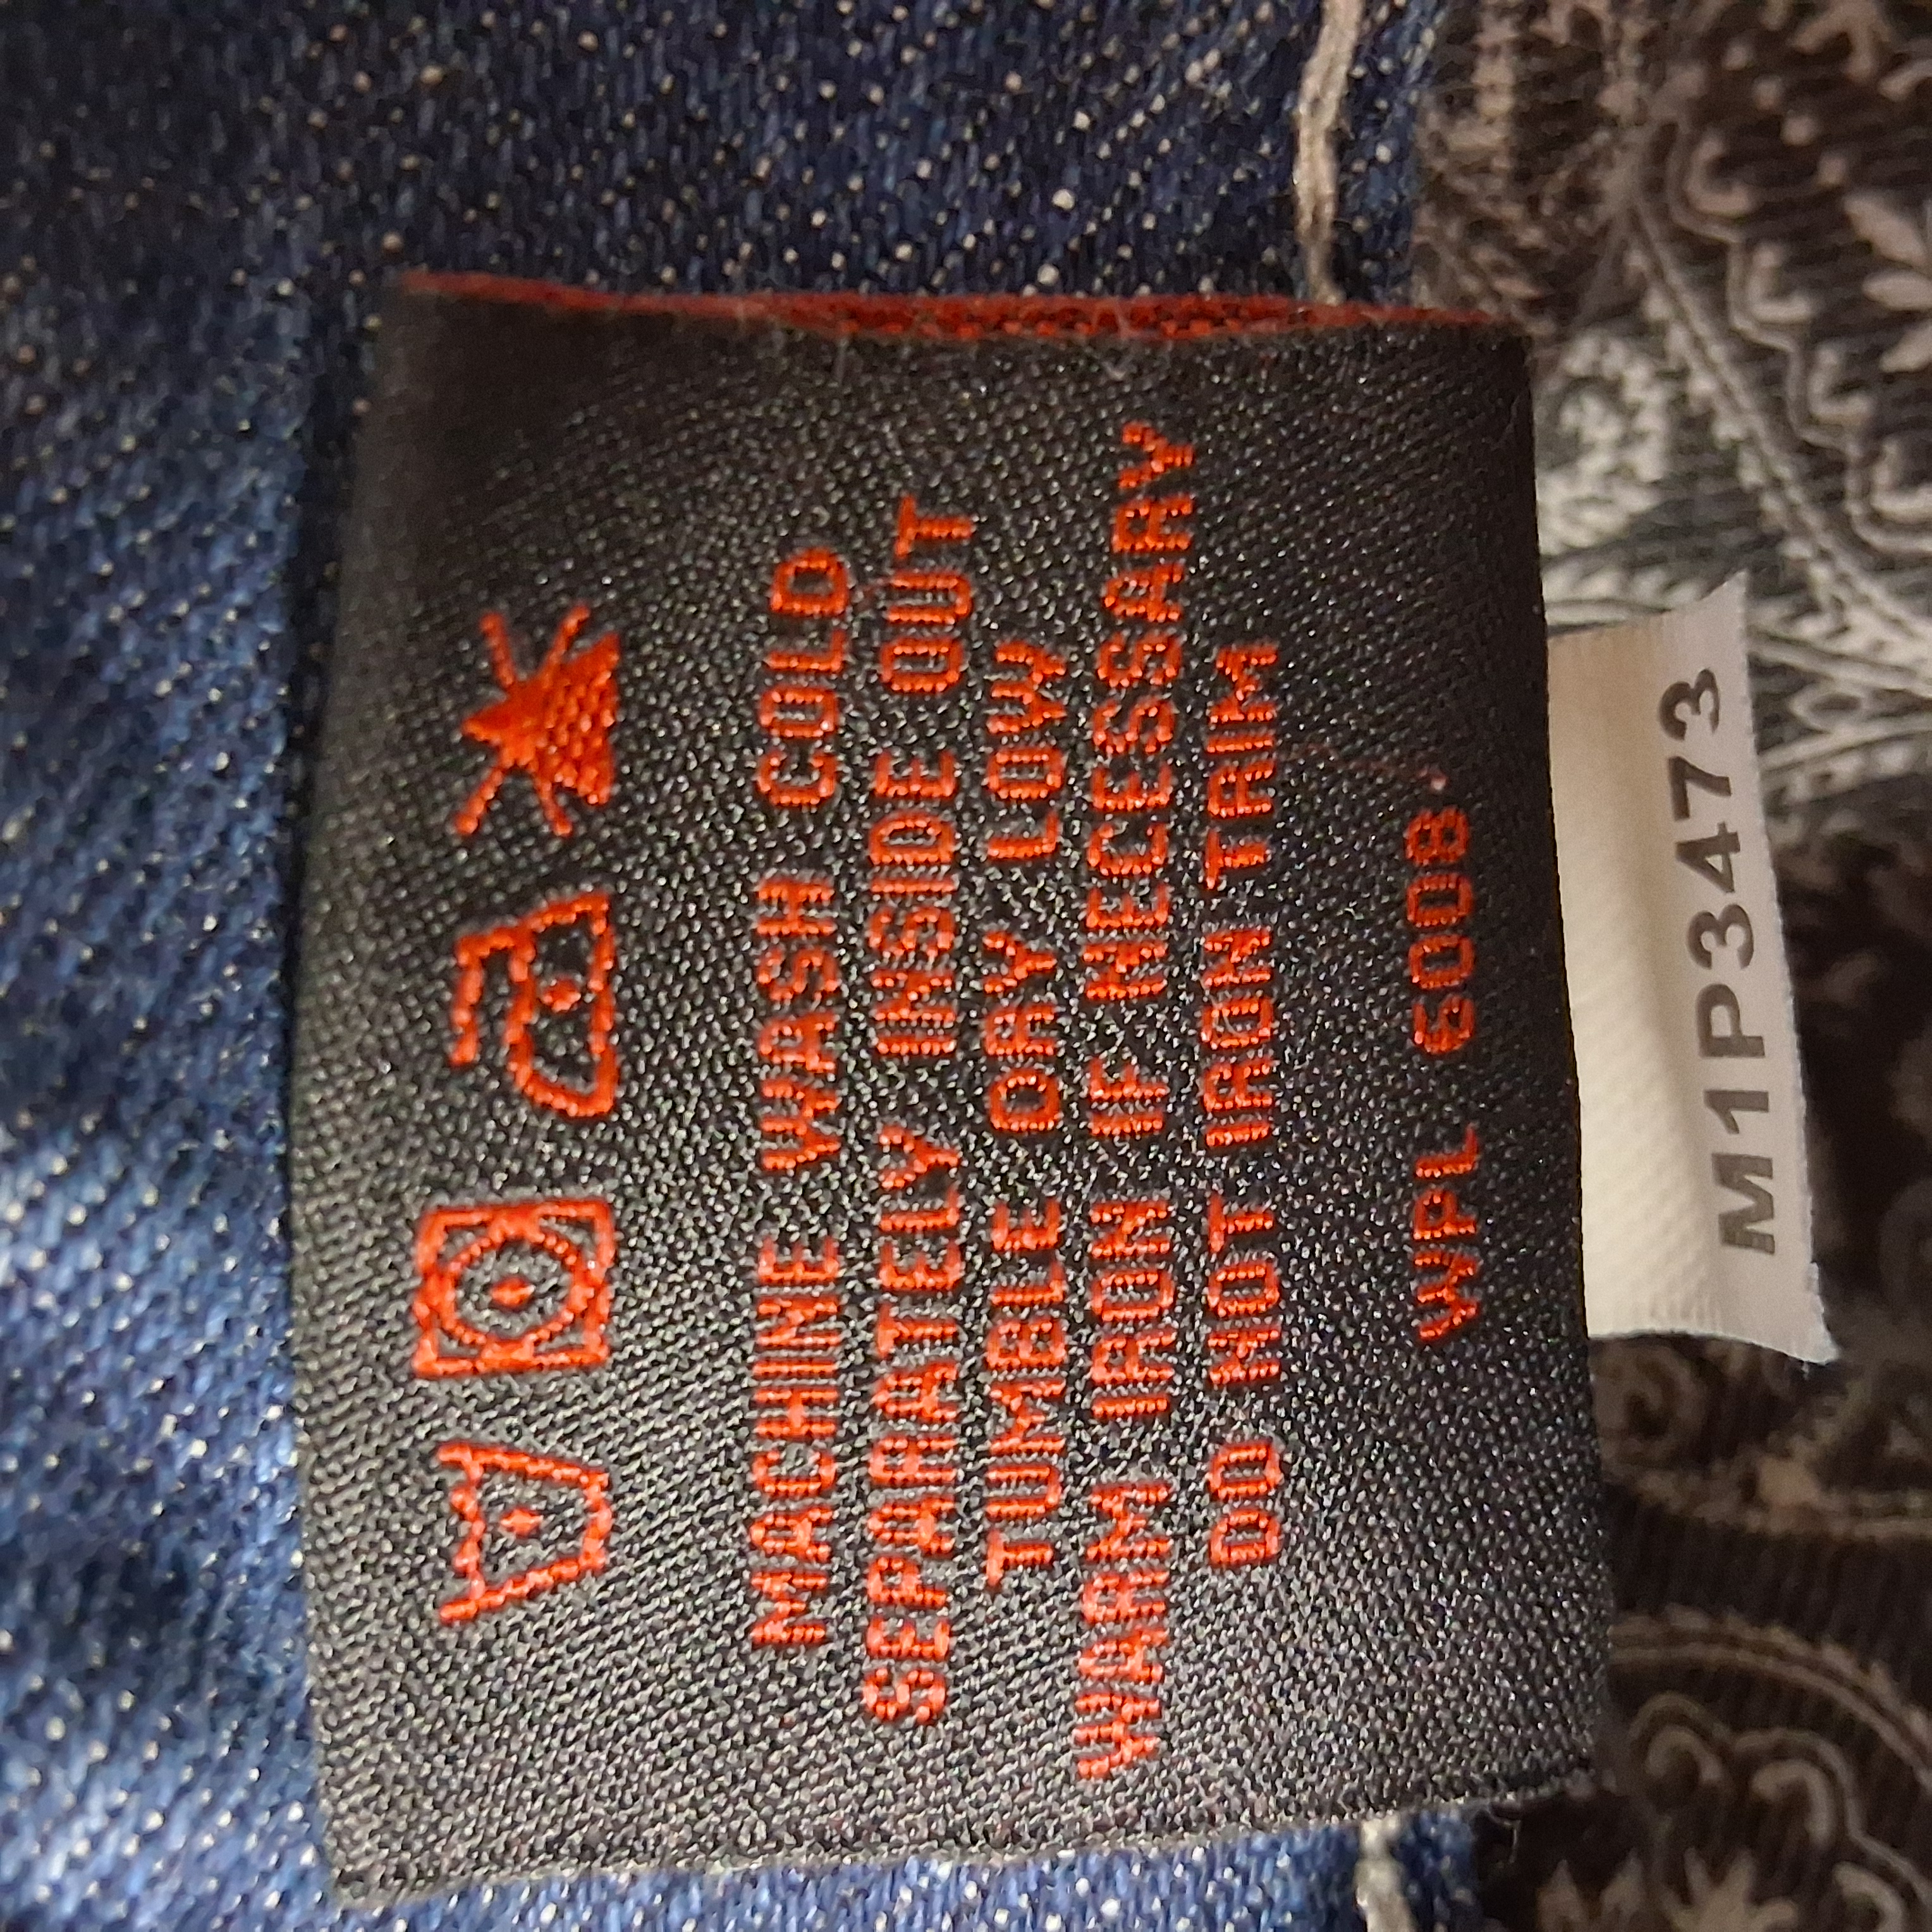 MACHINE WASH COLD
SEPARATELY INSIDE OUT
TUMBLE DRY LOW
WARM IRON IF NECESSARY
DO NOT IRON TRIM
WPL 6008
M1P3473